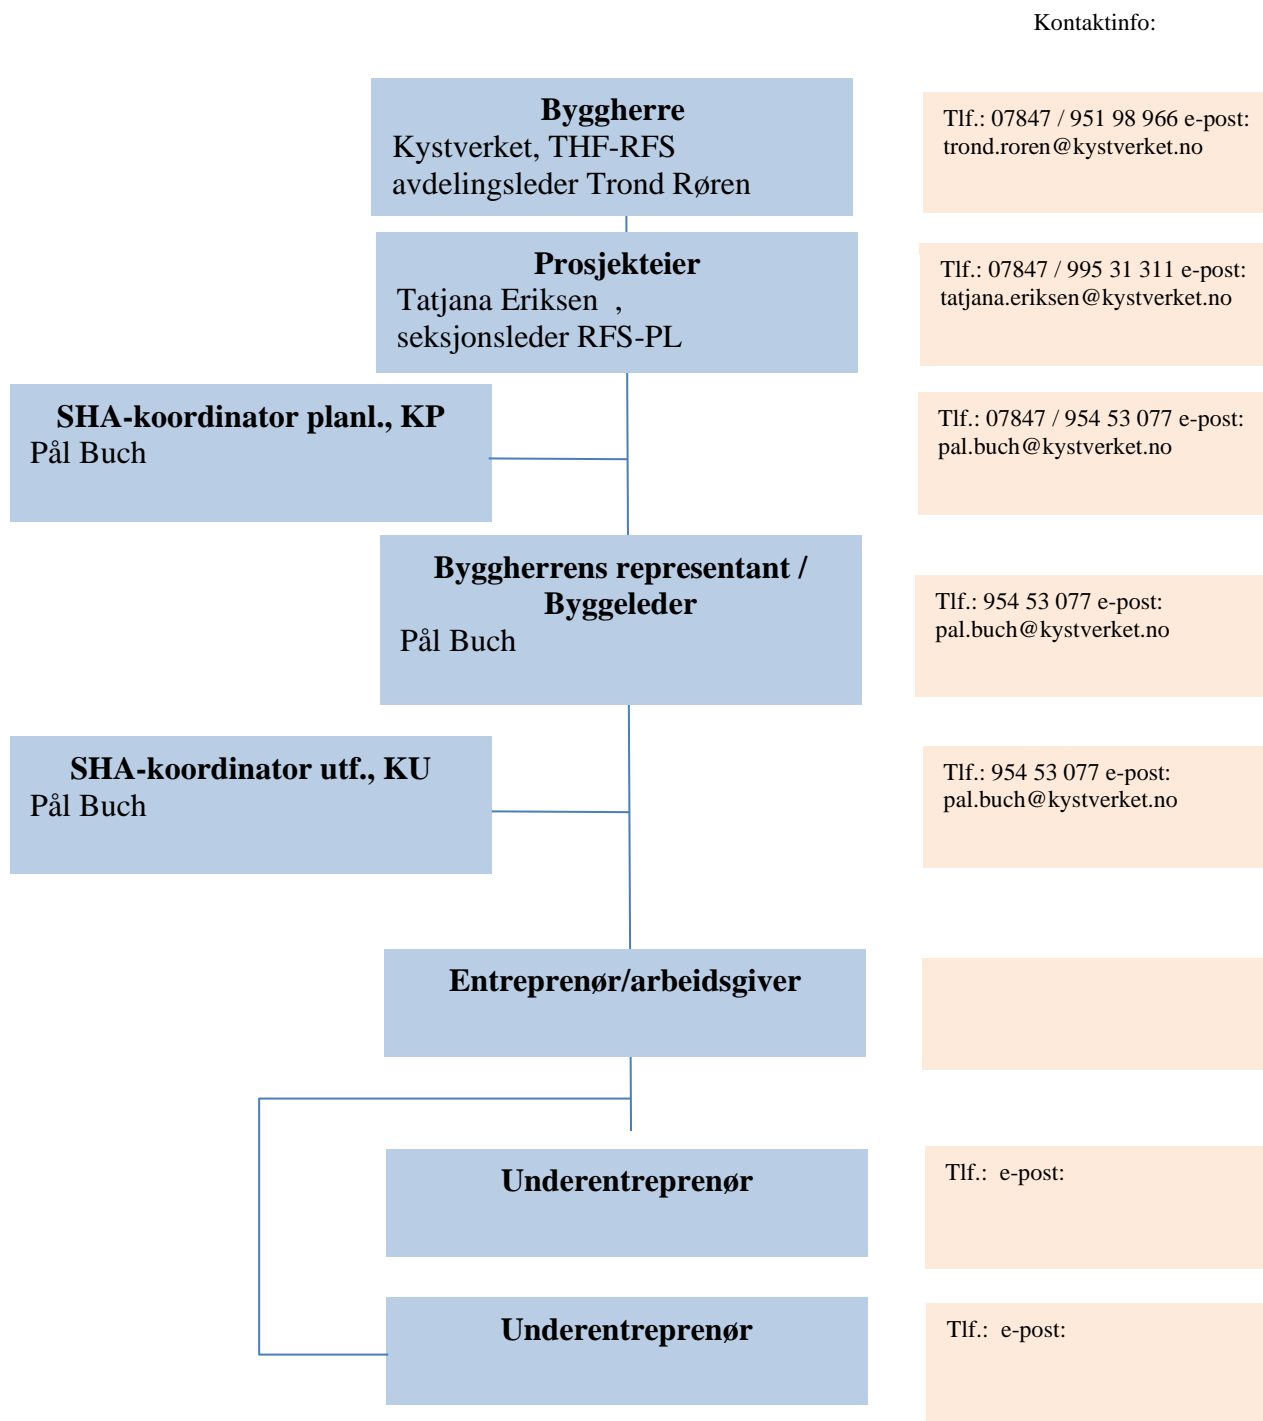 Kontaktinfo:
Byggherre
Kystverket, THF-RFS
avdelingsleder Trond Røren
Tlf.: 07847 / 951 98 966 e-post:
trond.roren@kystverket.no
Prosjekteier
Tatjana Eriksen ,
seksjonsleder RFS-PL
Tlf.: 07847 / 995 31 311 e-post:
tatjana.eriksen@kystverket.no
SHA-koordinator planl., KP
Pål Buch
Tlf.: 07847 / 954 53 077 e-post:
pal.buch@kystverket.no
Byggherrens representant /
Byggeleder
Pål Buch
Tlf.: 954 53 077 e-post:
pal.buch@kystverket.no
SHA-koordinator utf., KU
Pål Buch
Tlf.: 954 53 077 e-post:
pal.buch@kystverket.no
Entreprenør/arbeidsgiver
Underentreprenør
Tlf.: e-post:
Underentreprenør
Tlf.: e-post: